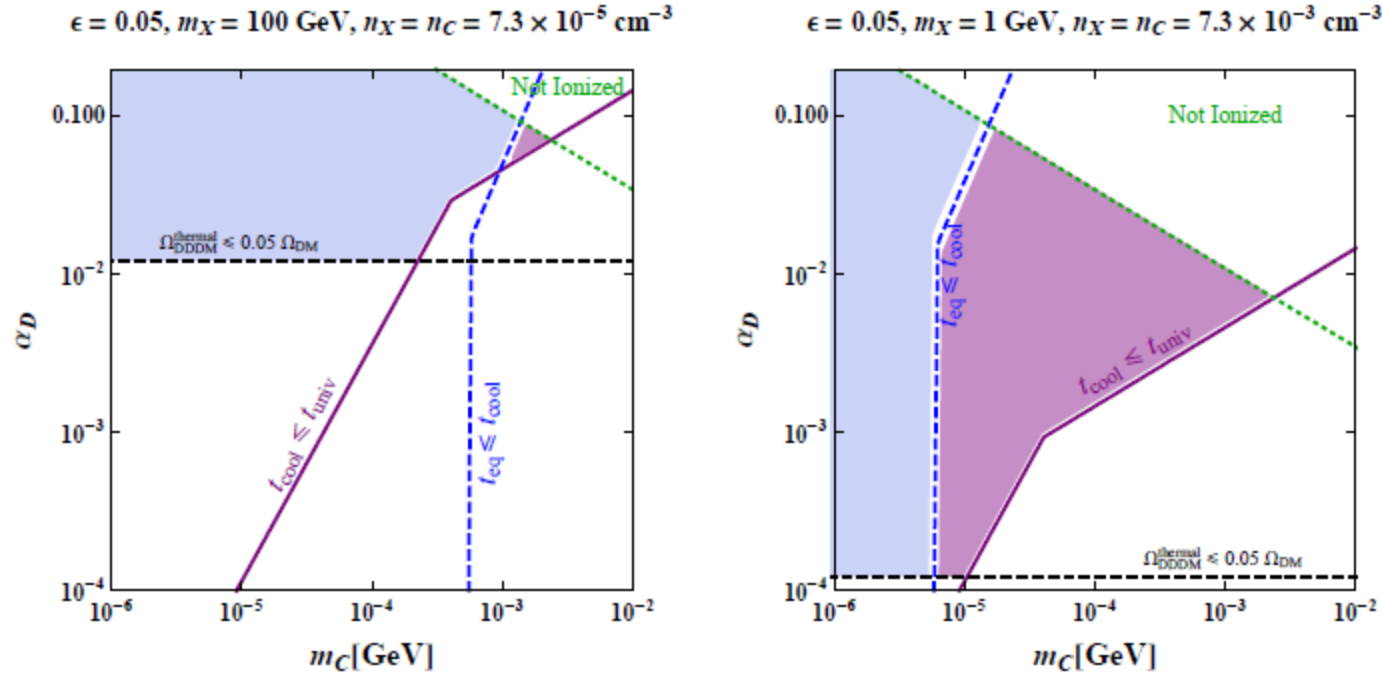 ϵ = 0.05, m_X = 100 GeV, n_X = n_C = 7.3 × 10⁻⁵ cm⁻³
Not Ionized
0.100
Ω_DDDM^thermal ⩽ 0.05 Ω_DM
10⁻²
α_D
t_cool ≤ t_univ
t_eq ≤ t_cool
10⁻³
10⁻⁴
10⁻⁶ 10⁻⁵ 10⁻⁴ 10⁻³ 10⁻²
m_C[GeV]
ϵ = 0.05, m_X = 1 GeV, n_X = n_C = 7.3 × 10⁻³ cm⁻³
Not Ionized
0.100
10⁻²
t_eq ≤ t_cool
α_D
t_cool ≤ t_univ
10⁻³
Ω_DDDM^thermal ⩽ 0.05 Ω_DM
10⁻⁴
10⁻⁶ 10⁻⁵ 10⁻⁴ 10⁻³ 10⁻²
m_C[GeV]